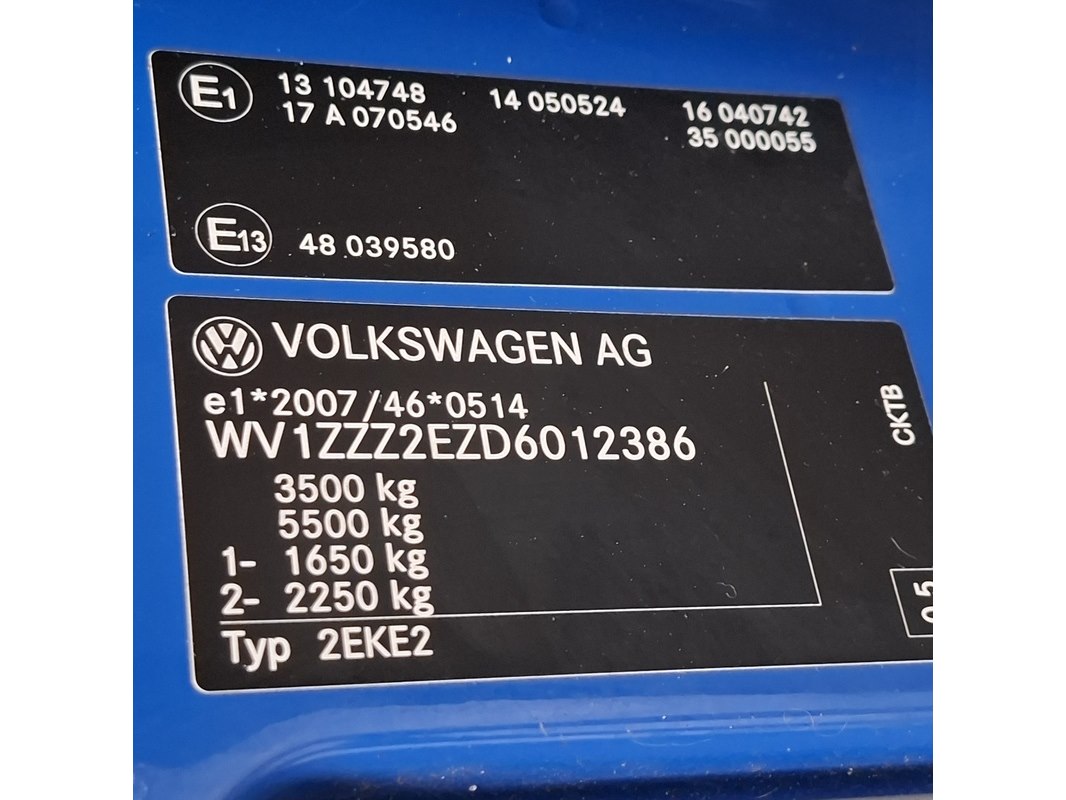 E1 13 104748 14 050524 16 040742
17 A 070546 35 000055
E13 48 039580
VOLKSWAGEN AG
e1*2007/46*0514
WV1ZZZ2EZD6012386
3500 kg
5500 kg
1- 1650 kg
2- 2250 kg
Typ 2EKE2
CKTB